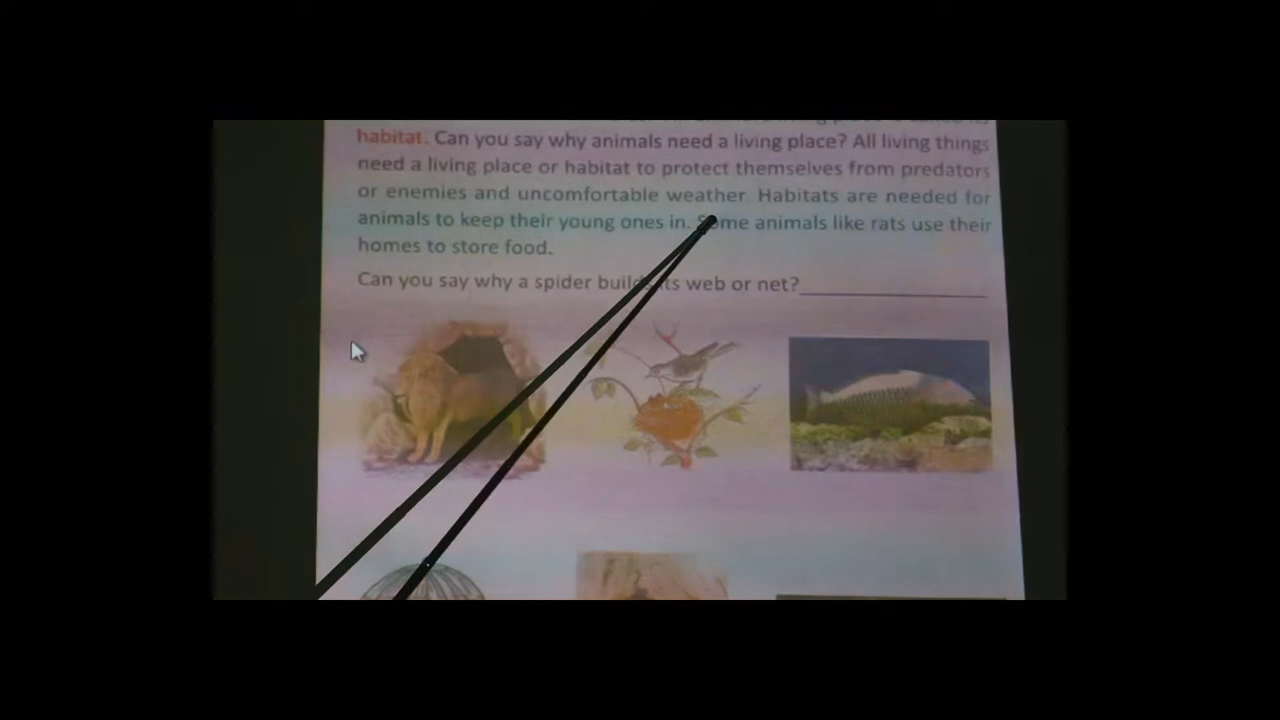 habitat. Can you say why animals need a living place? All living things
need a living place or habitat to protect themselves from predators
or enemies and uncomfortable weather. Habitats are needed for
animals to keep their young ones in. Some animals like rats use their
homes to store food.
Can you say why a spider builds its web or net?